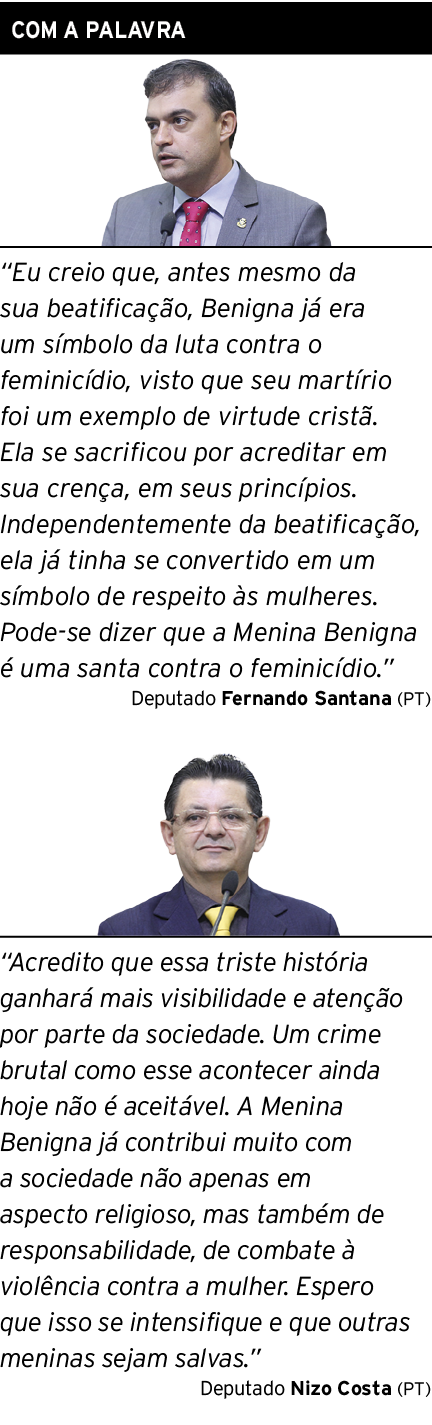 COM A PALAVRA
“Eu creio que, antes mesmo da
sua beatificação, Benigna já era
um símbolo da luta contra o
feminicídio, visto que seu martírio
foi um exemplo de virtude cristã.
Ela se sacrificou por acreditar em
sua crença, em seus princípios.
Independentemente da beatificação,
ela já tinha se convertido em um
símbolo de respeito às mulheres.
Pode-se dizer que a Menina Benigna
é uma santa contra o feminicídio.”
Deputado Fernando Santana (PT)
“Acredito que essa triste história
ganhará mais visibilidade e atenção
por parte da sociedade. Um crime
brutal como esse acontecer ainda
hoje não é aceitável. A Menina
Benigna já contribui muito com
a sociedade não apenas em
aspecto religioso, mas também de
responsabilidade, de combate à
violência contra a mulher. Espero
que isso se intensifique e que outras
meninas sejam salvas.”
Deputado Nizo Costa (PT)